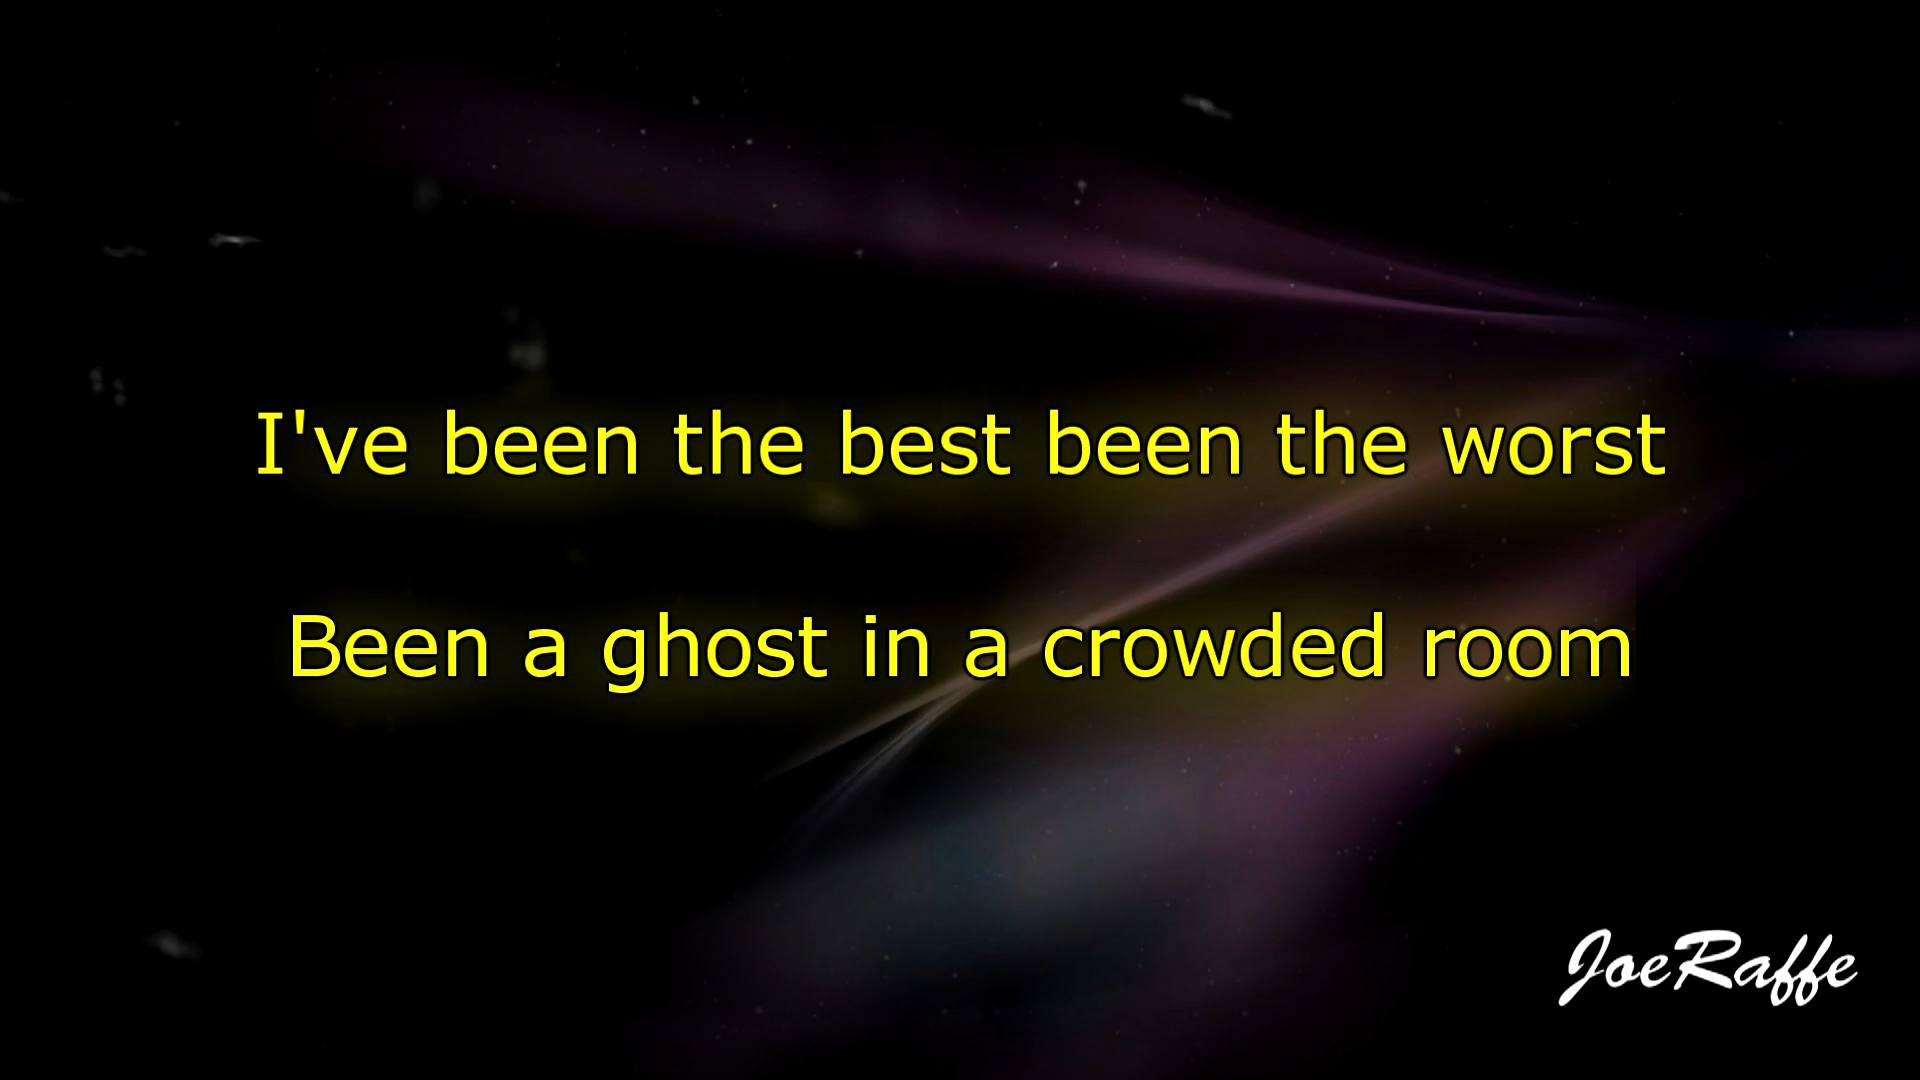 I've been the best been the worst
Been a ghost in a crowded room
JoeRaffe